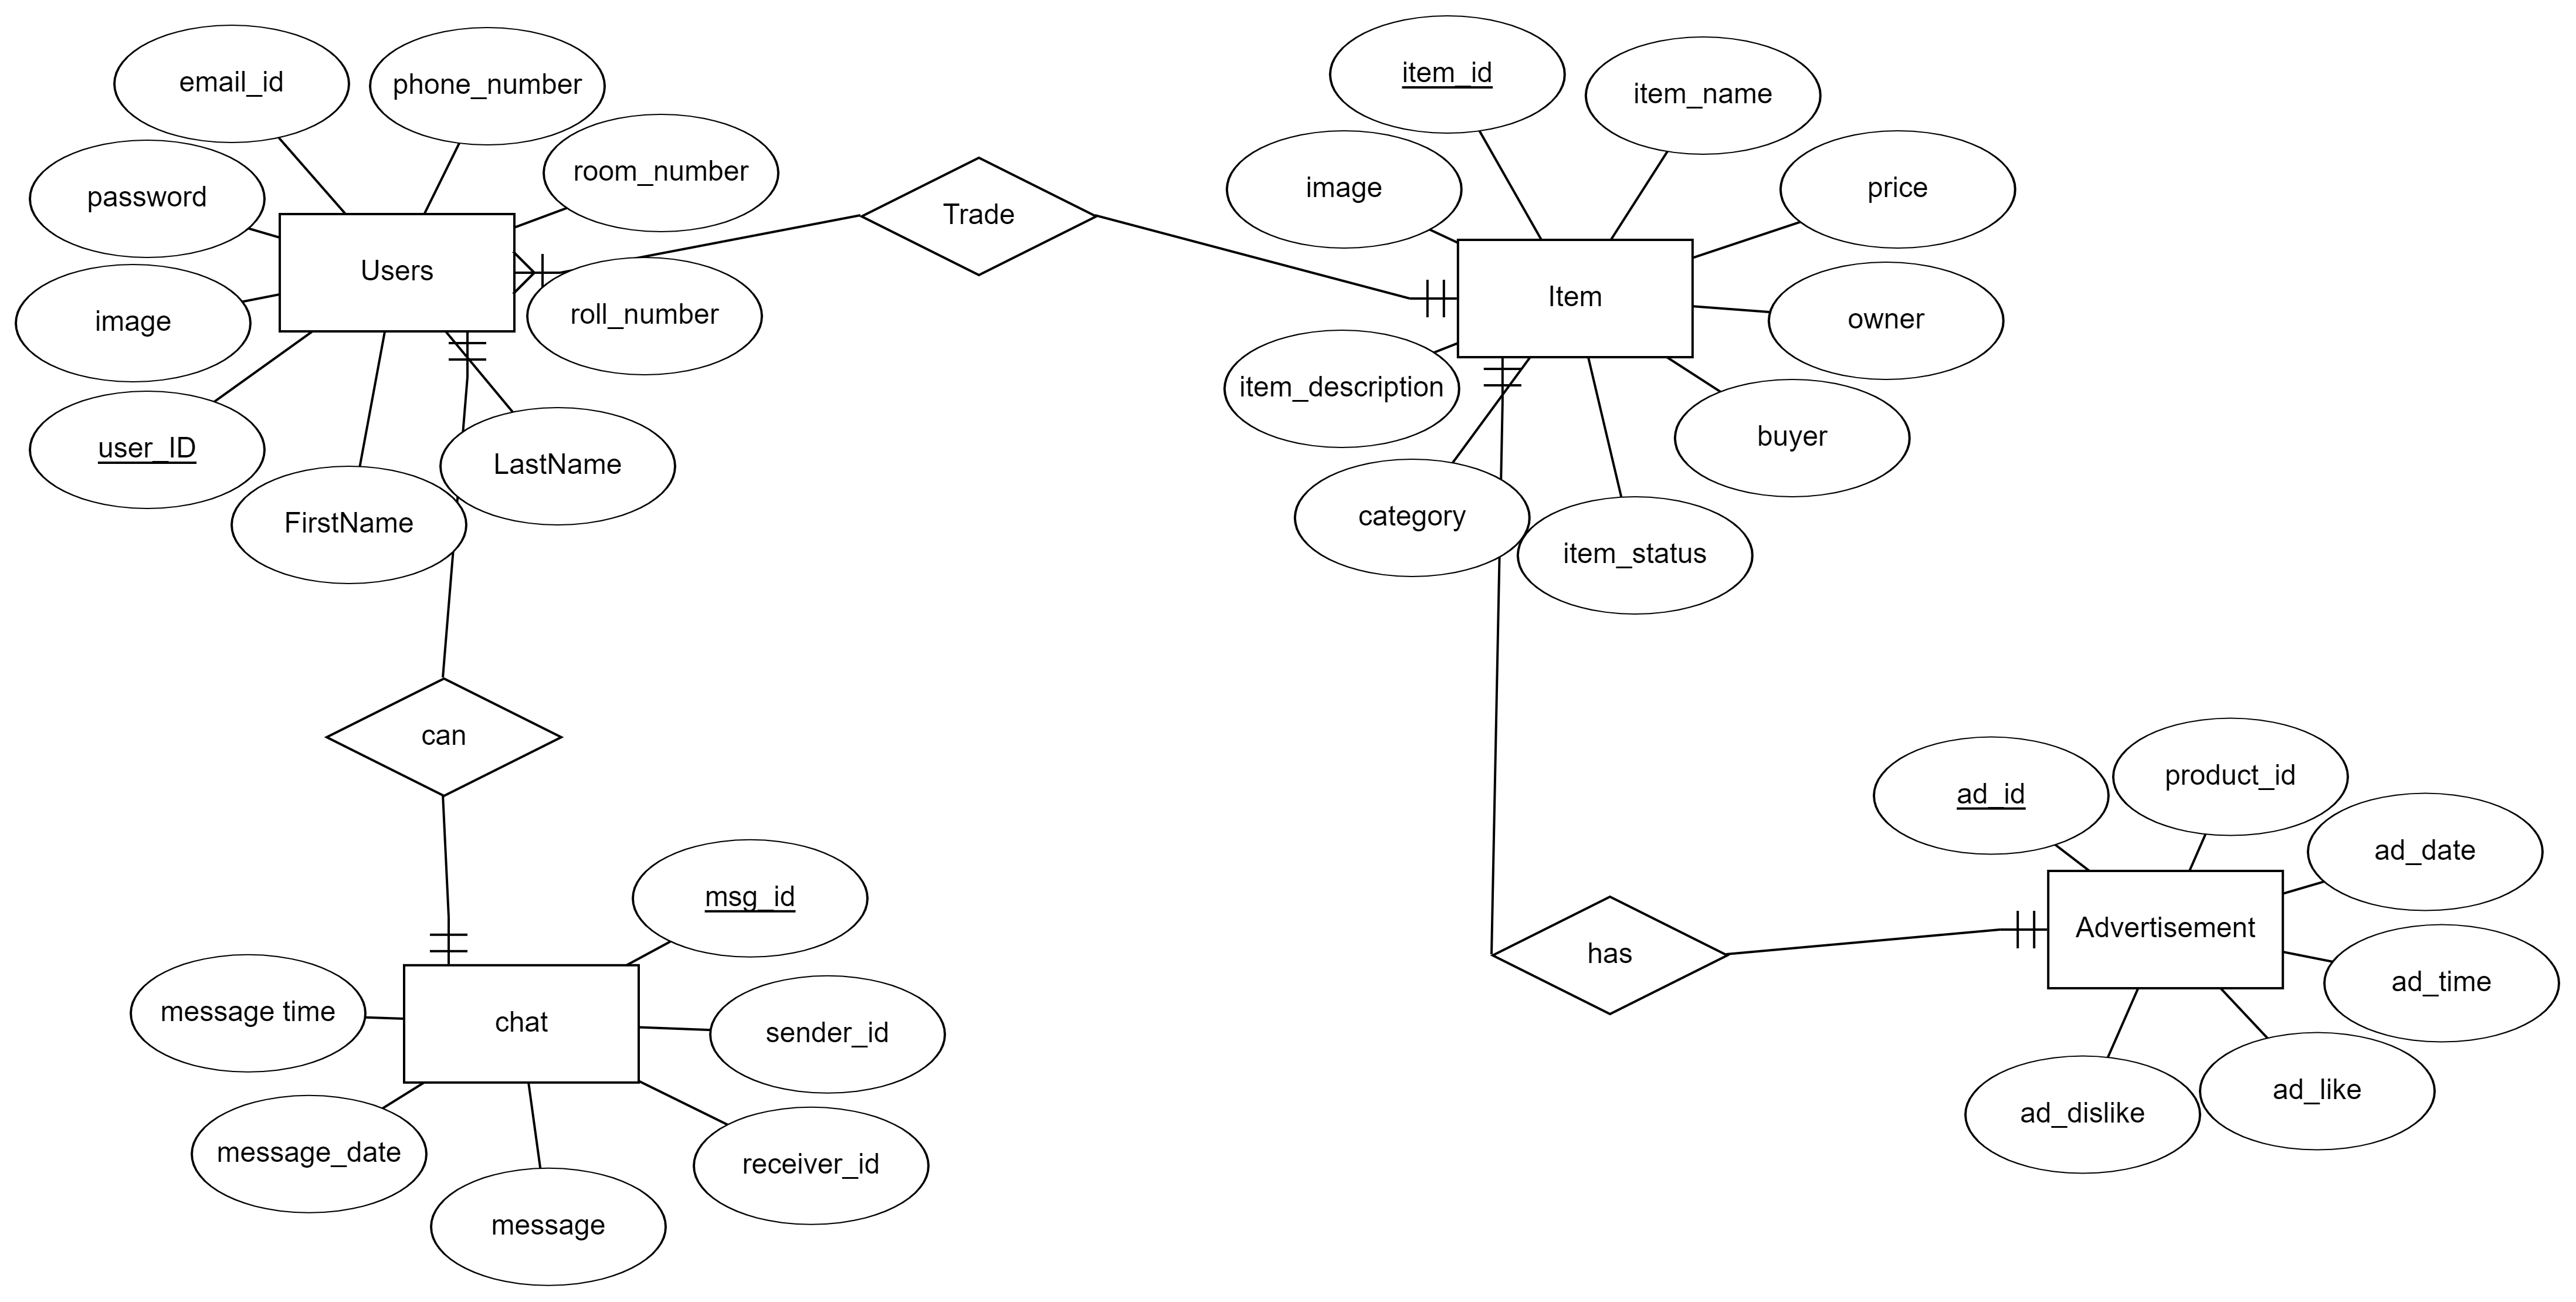 email_id
phone_number
room_number
password
Users
image
roll_number
user_ID
LastName
FirstName
Trade
item_id
item_name
image
price
Item
owner
item_description
buyer
category
item_status
can
msg_id
message time
chat
sender_id
message_date
receiver_id
message
has
ad_id
product_id
ad_date
Advertisement
ad_time
ad_like
ad_dislike